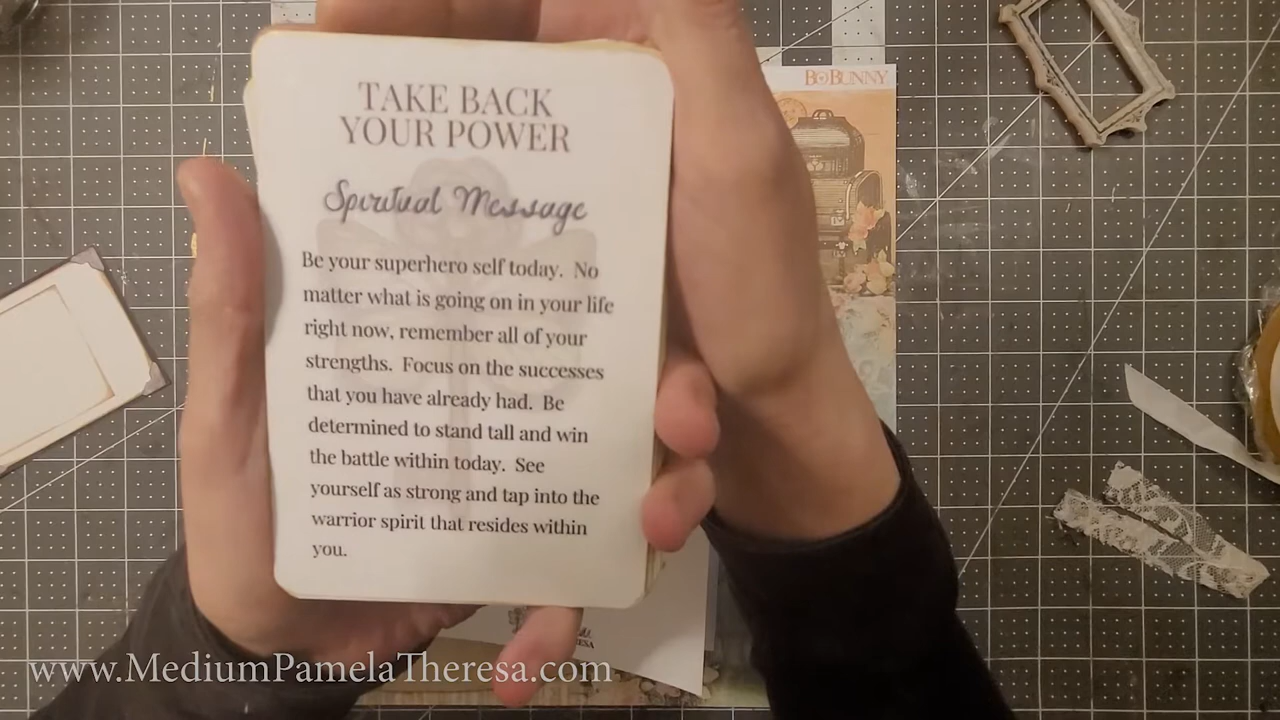 BOBUNNY
TAKE BACK
YOUR POWER
Spiritual Message
Be your superhero self today. No
matter what is going on in your life
right now, remember all of your
strengths. Focus on the successes
that you have already had. Be
determined to stand tall and win
the battle within today. See
yourself as strong and tap into the
warrior spirit that resides within
you.
www.MediumPamelaTheresa.com